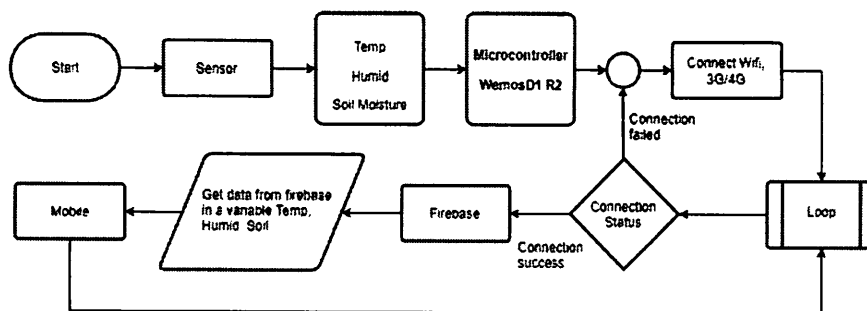 Start
Sensor
Temp
Humid
Soil Moisture
Microcontroller
WemosD1 R2
Connect Wifi,
3G/4G
Connection
failed
Mobile
Get data from firebase
in a variable Temp,
Humid Soil
Firebase
Connection
Status
Loop
Connection
success